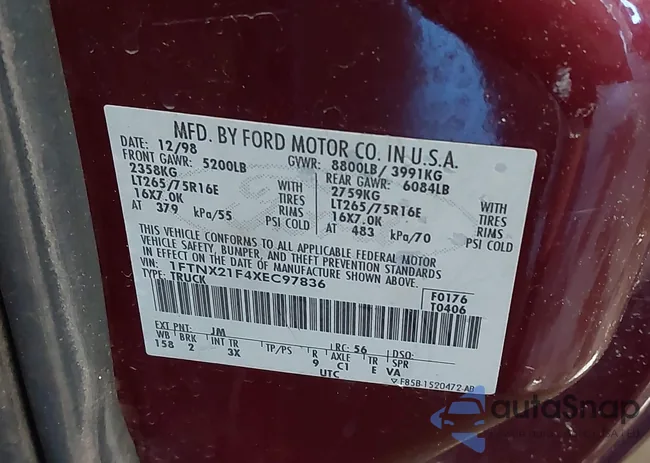 MFD. BY FORD MOTOR CO. IN U.S.A.
DATE: 12/98 GVWR: 8800LB/ 3991KG
FRONT GAWR: 5200LB REAR GAWR: 6084LB
2358KG WITH 2759KG WITH
LT265/75R16E TIRES LT265/75R16E TIRES
16X7.0K RIMS 16X7.0K RIMS
AT 379 kPa/55 PSI COLD AT 483 kPa/70 PSI COLD
THIS VEHICLE CONFORMS TO ALL APPLICABLE FEDERAL MOTOR
VEHICLE SAFETY, BUMPER, AND THEFT PREVENTION STANDARDS
IN EFFECT ON THE DATE OF MANUFACTURE SHOWN ABOVE.
VIN: 1FTNX21F4XEC97836
TYPE: TRUCK
F0176
T0406
EXT PNT: JM RC: 56 DSO:
WB BRK INT TR TP/PS R AXLE TR SPR
158 2 3X 9 C1 E VA
UTC ▽ F85B-1520472-AB
autoSnap